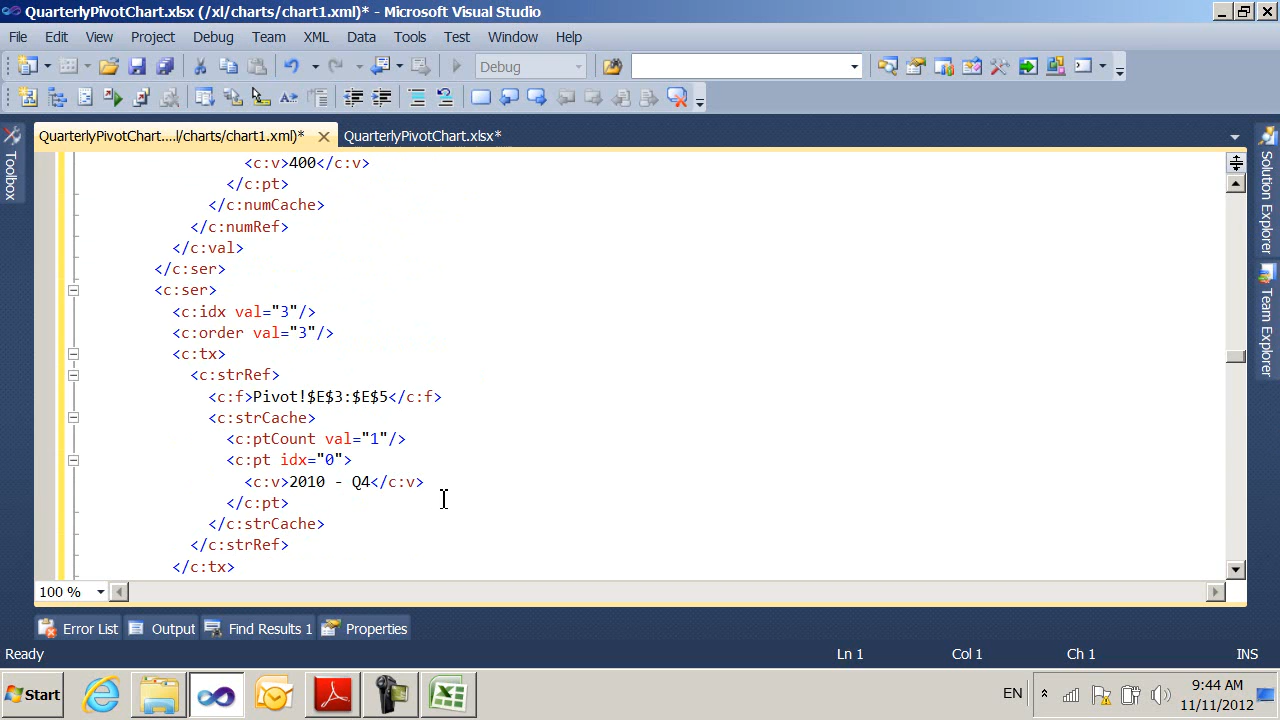 QuarterlyPivotChart.xlsx (/xl/charts/chart1.xml)* - Microsoft Visual Studio
File Edit View Project Debug Team XML Data Tools Test Window Help
Debug
QuarterlyPivotChart....l/charts/chart1.xml)* QuarterlyPivotChart.xlsx*
Toolbox
Solution Explorer
Team Explorer
<c:v>400</c:v>
</c:pt>
</c:numCache>
</c:numRef>
</c:val>
</c:ser>
<c:ser>
<c:idx val="3"/>
<c:order val="3"/>
<c:tx>
<c:strRef>
<c:f>Pivot!$E$3:$E$5</c:f>
<c:strCache>
<c:ptCount val="1"/>
<c:pt idx="0">
<c:v>2010 - Q4</c:v>
</c:pt>
</c:strCache>
</c:strRef>
</c:tx>
100 %
Error List Output Find Results 1 Properties
Ready Ln 1 Col 1 Ch 1 INS
Start EN 9:44 AM
11/11/2012